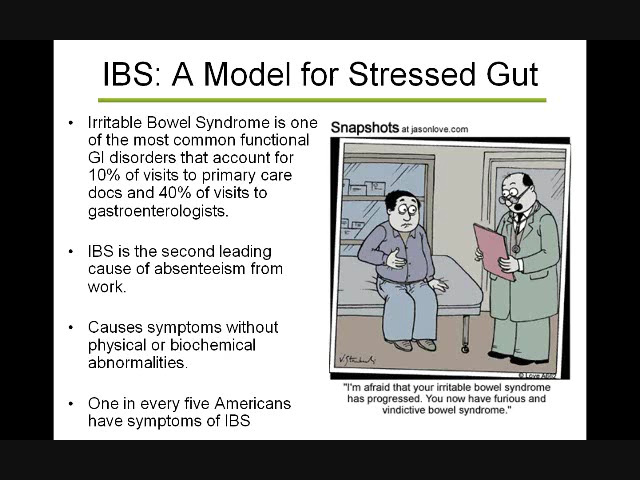 IBS: A Model for Stressed Gut
• Irritable Bowel Syndrome is one
of the most common functional
GI disorders that account for
10% of visits to primary care
docs and 40% of visits to
gastroenterologists.
• IBS is the second leading
cause of absenteeism from
work.
• Causes symptoms without
physical or biochemical
abnormalities.
• One in every five Americans
have symptoms of IBS
Snapshots at jasonlove.com
"I'm afraid that your irritable bowel syndrome
has progressed. You now have furious and
vindictive bowel syndrome."